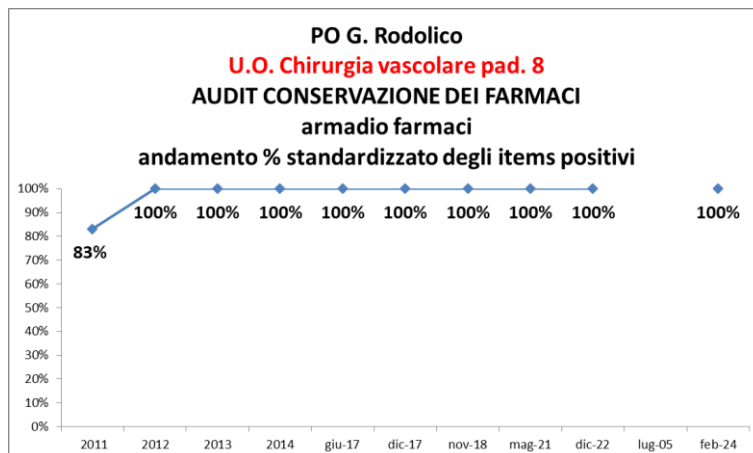 PO G. Rodolico
U.O. Chirurgia vascolare pad. 8
AUDIT CONSERVAZIONE DEI FARMACI
armadio farmaci
andamento % standardizzato degli items positivi
100%
90%
80%
70%
60%
50%
40%
30%
20%
10%
0%
83%
100%
100%
100%
100%
100%
100%
100%
100%
100%
2011
2012
2013
2014
giu-17
dic-17
nov-18
mag-21
dic-22
lug-05
feb-24